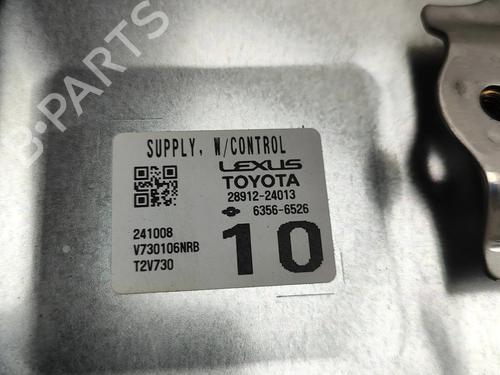 B-PARTS
SUPPLY, W/CONTROL
LEXUS
TOYOTA
28912-24013
6356-6526
241008
V730106NRB
T2V730
10